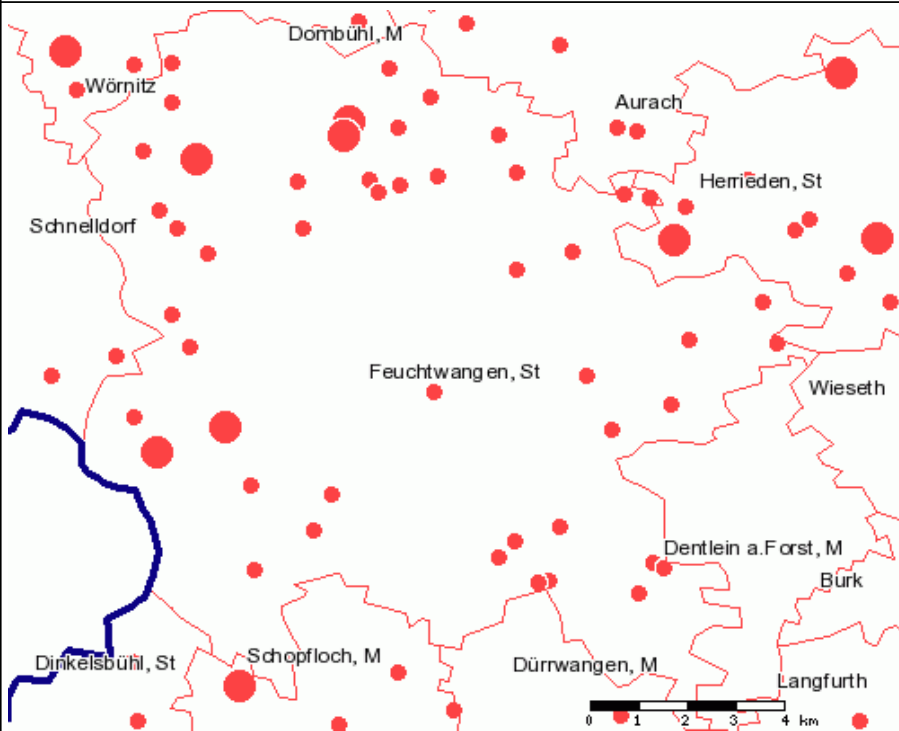 Dombühl, M
Wörnitz
Aurach
Herrieden, St
Schnelldorf
Feuchtwangen, St
Wieseth
Dentlein a.Forst, M
Burk
Dinkelsbühl, St
Schopfloch, M
Dürrwangen, M
Langfurth
0 1 2 3 4 km